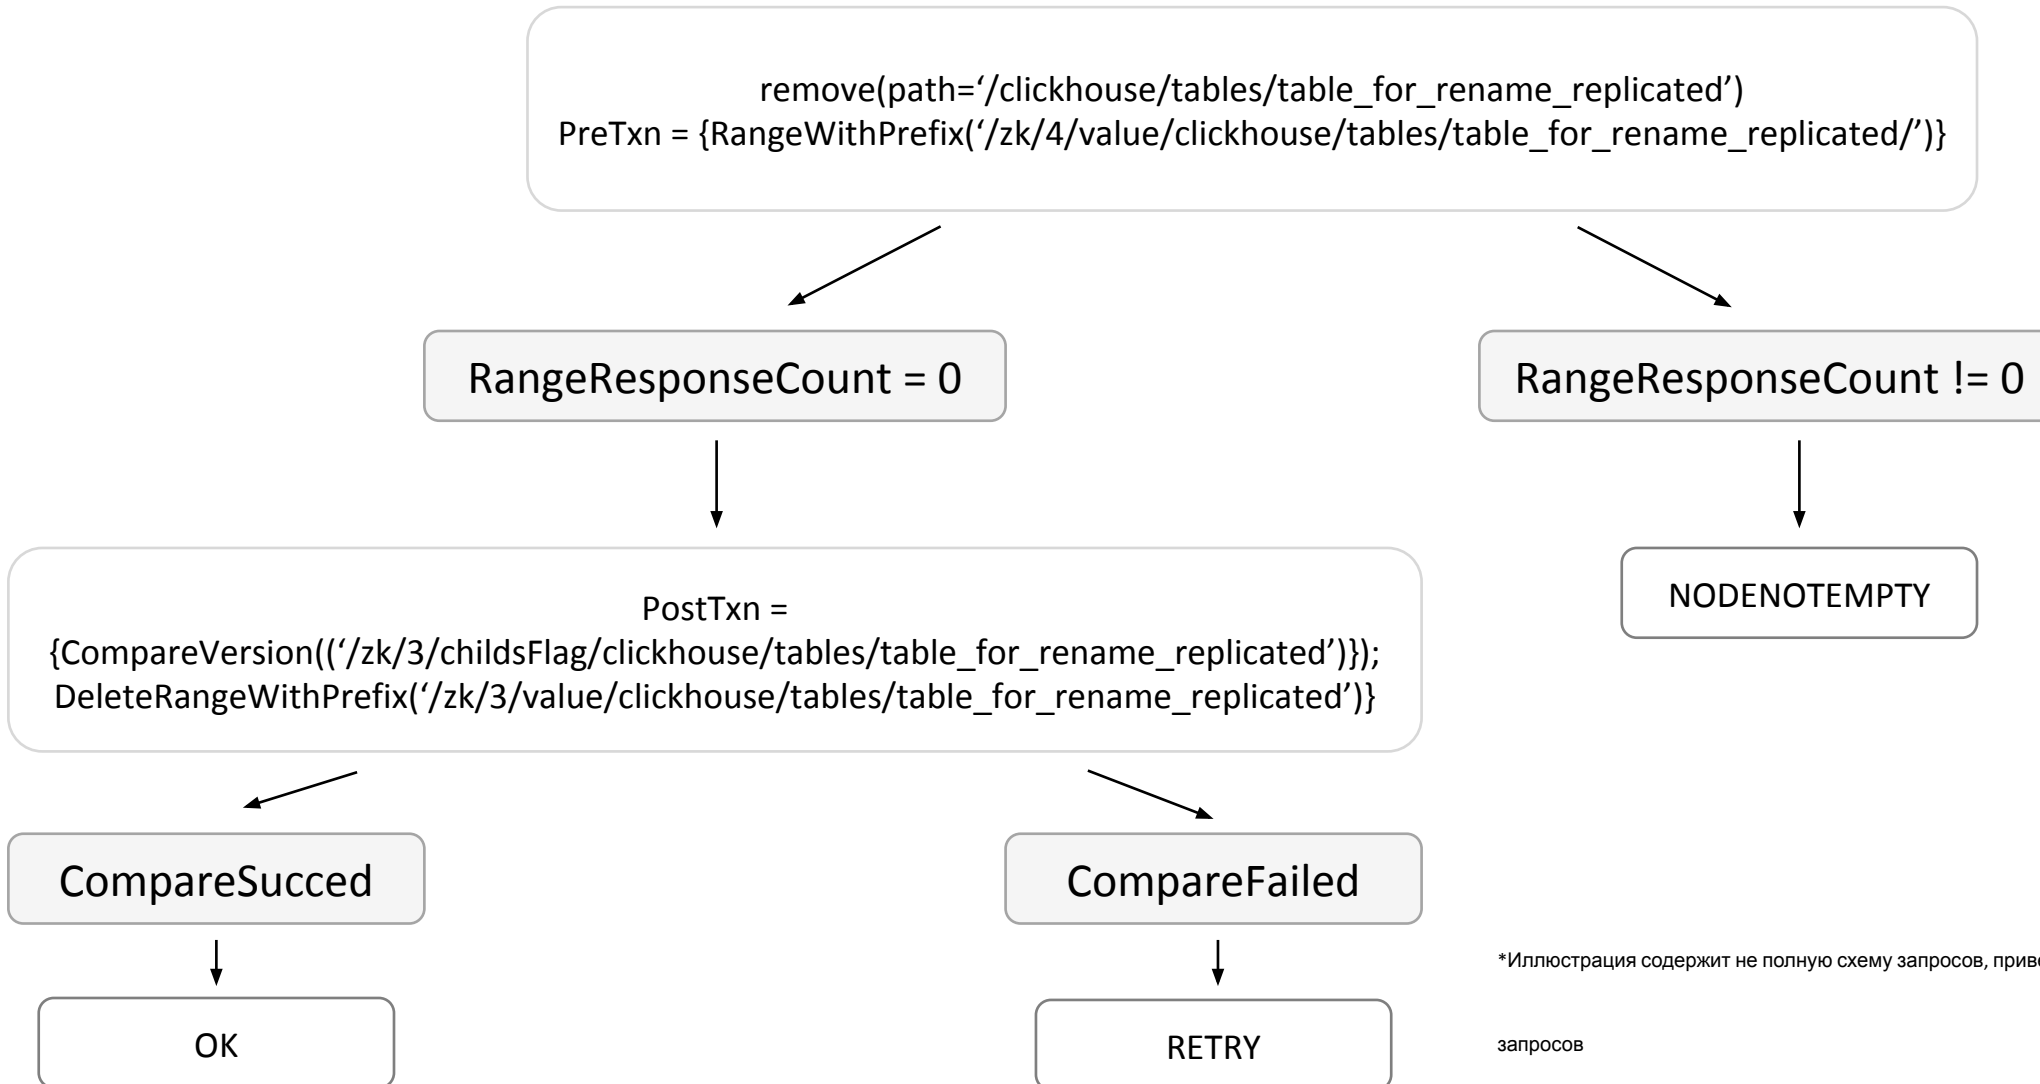 remove(path=‘/clickhouse/tables/table_for_rename_replicated’)
PreTxn = {RangeWithPrefix(‘/zk/4/value/clickhouse/tables/table_for_rename_replicated/’)}
RangeResponseCount = 0
RangeResponseCount != 0
PostTxn =
{CompareVersion((‘/zk/3/childsFlag/clickhouse/tables/table_for_rename_replicated’)});
DeleteRangeWithPrefix(‘/zk/3/value/clickhouse/tables/table_for_rename_replicated’)}
NODENOTEMPTY
CompareSucced
CompareFailed
OK
RETRY
*Иллюстрация содержит не полную схему запросов,
запросов